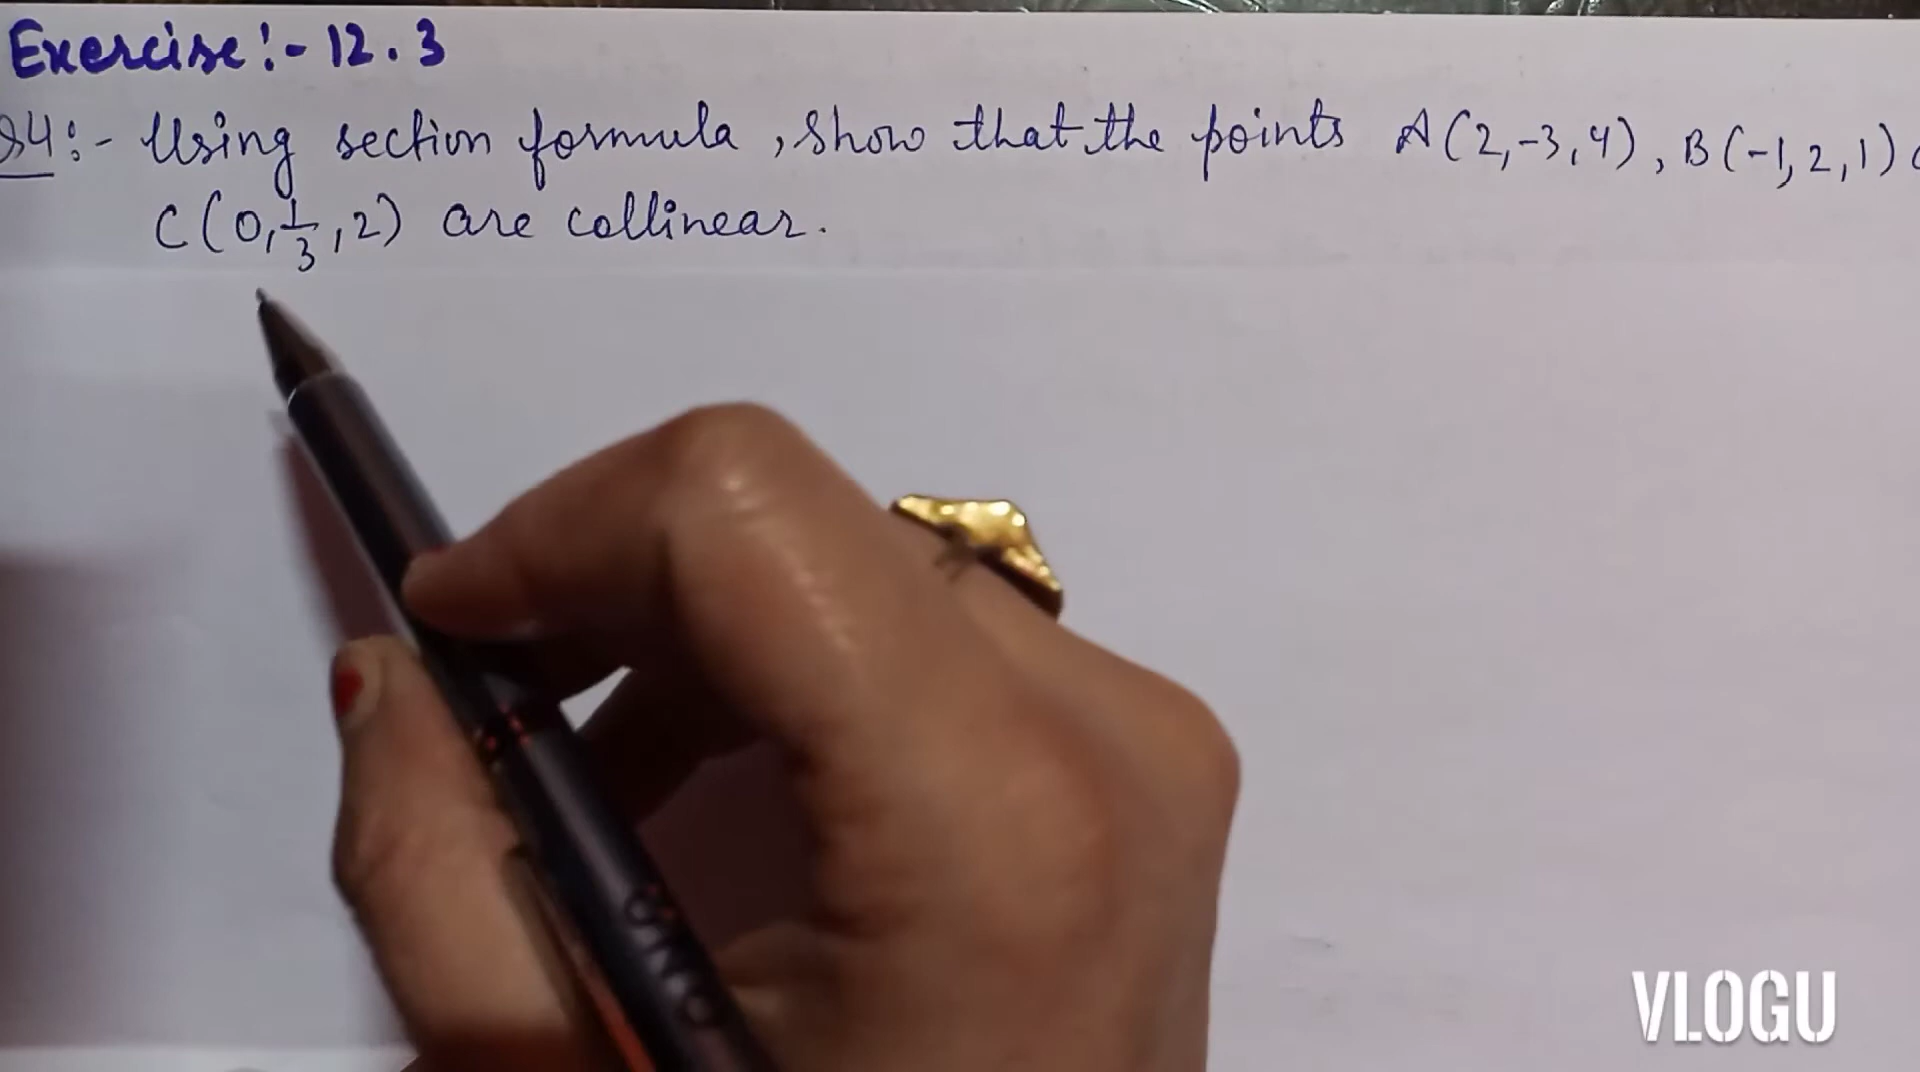 Exercise:- 12.3
Q4:- Using section formula, show that the points A(2,-3,4), B(-1,2,1)
C(0,1/3,2) are collinear.
VLOGU